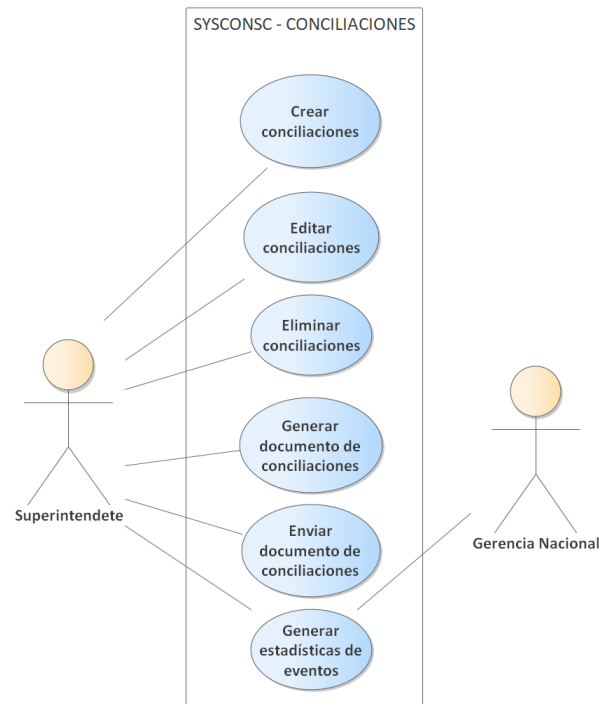 SYSCONSC - CONCILIACIONES
Crear
conciliaciones
Editar
conciliaciones
Eliminar
conciliaciones
Generar
documento de
conciliaciones
Superintendete
Enviar
documento de
conciliaciones
Gerencia Nacional
Generar
estadísticas de
eventos